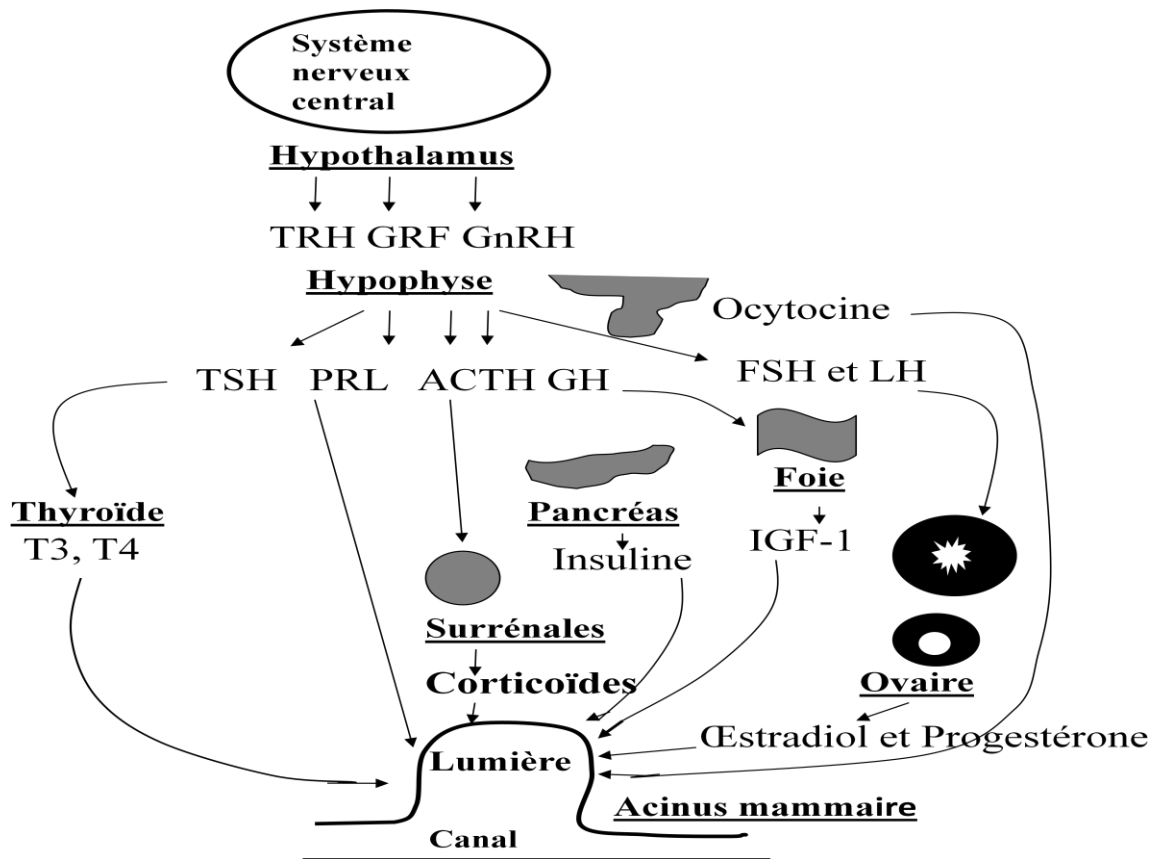 Système
nerveux
central
Hypothalamus
TRH GRF GnRH
Hypophyse
Ocytocine
TSH PRL ACTH GH
FSH et LH
Foie
Thyroïde
T3, T4
Pancréas
Insuline
IGF-1
Surrénales
Corticoïdes
Ovaire
Œstradiol et Progestérone
Lumière
Acinus mammaire
Canal